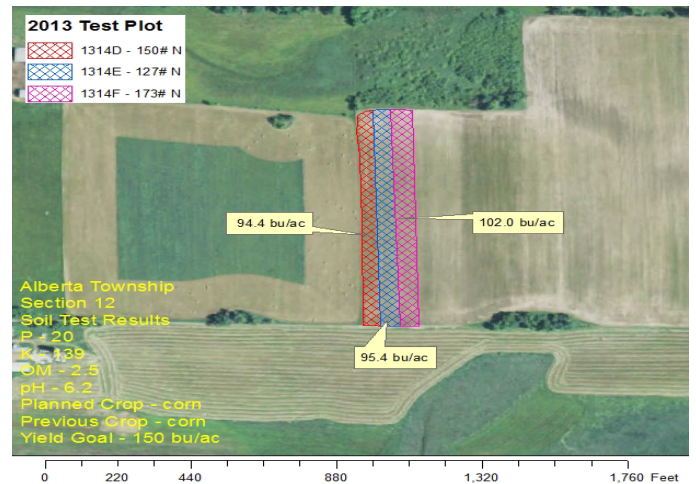 2013 Test Plot
1314D - 150# N
1314E - 127# N
1314F - 173# N
94.4 bu/ac
102.0 bu/ac
95.4 bu/ac
Alberta Township
Section 12
Soil Test Results
P - 20
K - 139
OM - 2.5
pH - 6.2
Planned Crop - corn
Previous Crop - corn
Yield Goal - 150 bu/ac
0 220 440 880 1,320 1,760 Feet